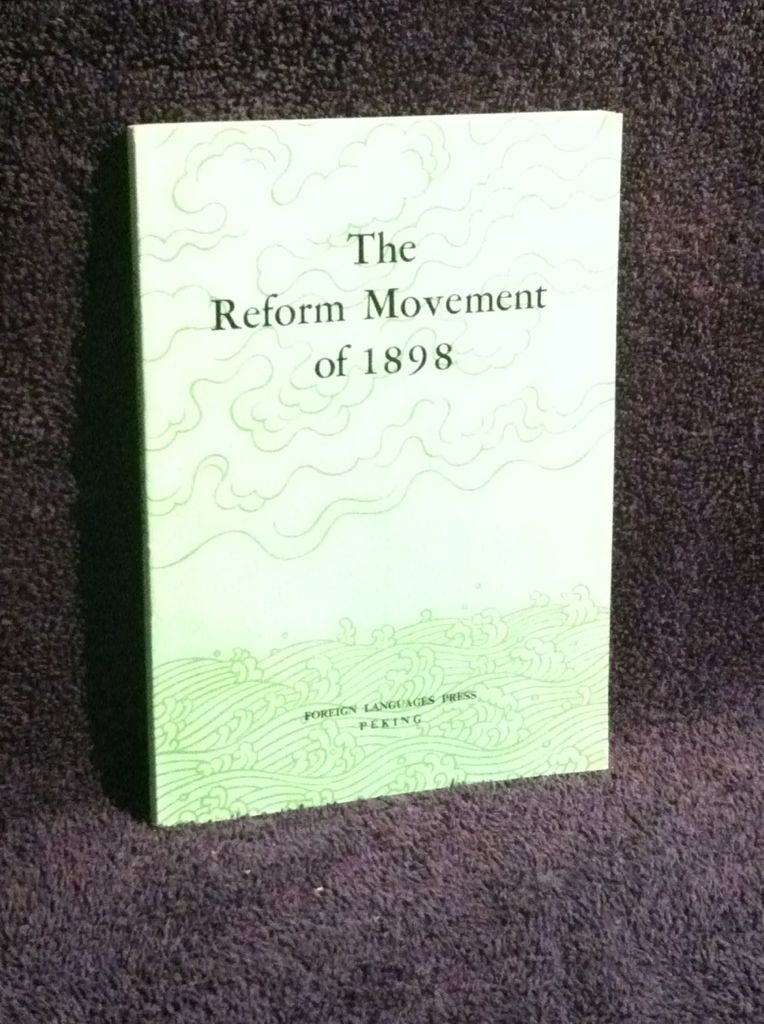 The
Reform Movement
of 1898
FOREIGN LANGUAGES PRESS
PEKING